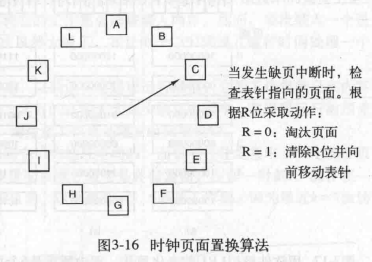 A
B
C
D
E
F
G
H
I
J
K
L
当发生缺页中断时，检
查表针指向的页面。根
据R位采取动作：
R = 0：淘汰页面
R = 1：清除R位并向
前移动表针
图3-16 时钟页面置换算法